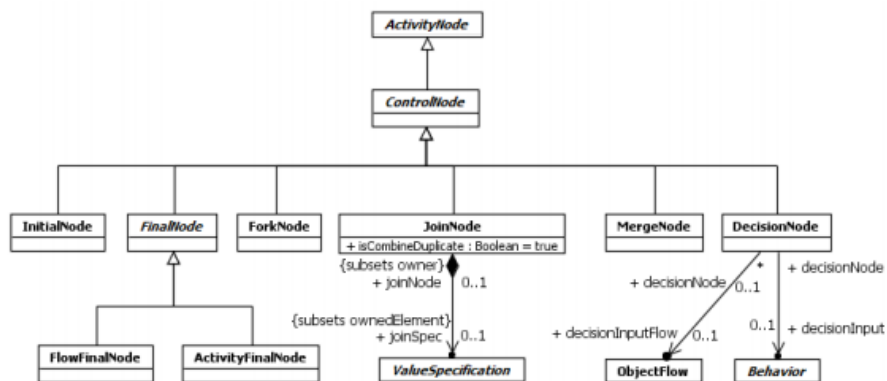 ActivityNode
ControlNode
InitialNode
FinalNode
ForkNode
JoinNode
+ isCombineDuplicate : Boolean = true
MergeNode
DecisionNode
{subsets owner}
+ joinNode
0..1
{subsets ownedElement}
+ joinSpec
0..1
+ decisionNode
0..1
*
+ decisionNode
+ decisionInputFlow
0..1
0..1
+ decisionInput
FlowFinalNode
ActivityFinalNode
ValueSpecification
ObjectFlow
Behavior